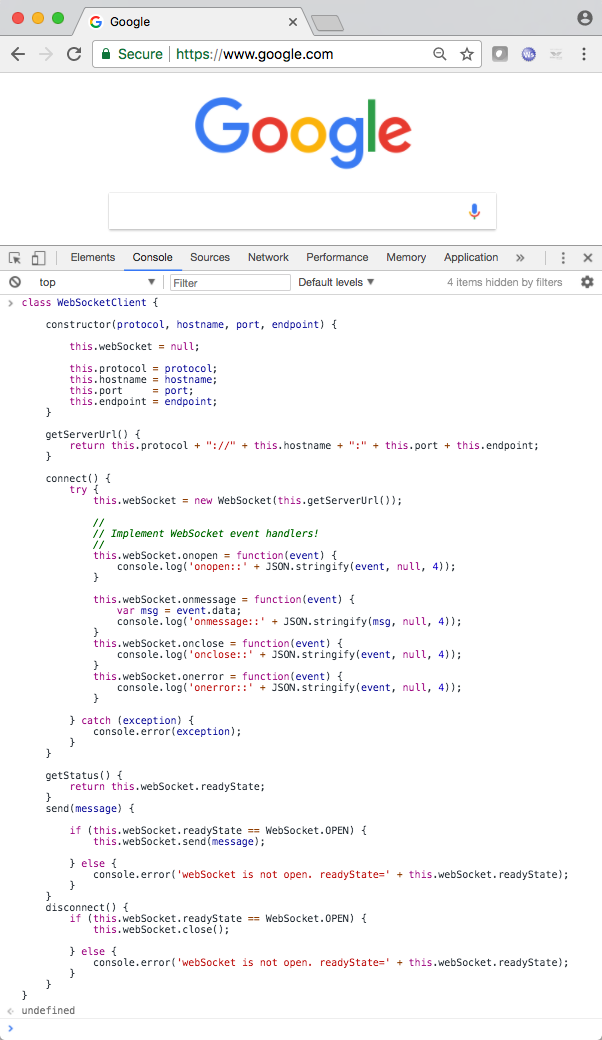 Google
Secure https://www.google.com
Google
Elements Console Sources Network Performance Memory Application »
top Filter Default levels 4 items hidden by filters
class WebSocketClient {
constructor(protocol, hostname, port, endpoint) {
this.webSocket = null;
this.protocol = protocol;
this.hostname = hostname;
this.port     = port;
this.endpoint = endpoint;
}
getServerUrl() {
return this.protocol + "://" + this.hostname + ":" + this.port + this.endpoint;
}
connect() {
try {
this.webSocket = new WebSocket(this.getServerUrl());
//
// Implement WebSocket event handlers!
//
this.webSocket.onopen = function(event) {
console.log('onopen::' + JSON.stringify(event, null, 4));
}
this.webSocket.onmessage = function(event) {
var msg = event.data;
console.log('onmessage::' + JSON.stringify(msg, null, 4));
}
this.webSocket.onclose = function(event) {
console.log('onclose::' + JSON.stringify(event, null, 4));
}
this.webSocket.onerror = function(event) {
console.log('onerror::' + JSON.stringify(event, null, 4));
}
} catch (exception) {
console.error(exception);
}
}
getStatus() {
return this.webSocket.readyState;
}
send(message) {
if (this.webSocket.readyState == WebSocket.OPEN) {
this.webSocket.send(message);
} else {
console.error('webSocket is not open. readyState=' + this.webSocket.readyState);
}
}
disconnect() {
if (this.webSocket.readyState == WebSocket.OPEN) {
this.webSocket.close();
} else {
console.error('webSocket is not open. readyState=' + this.webSocket.readyState);
}
}
}
undefined